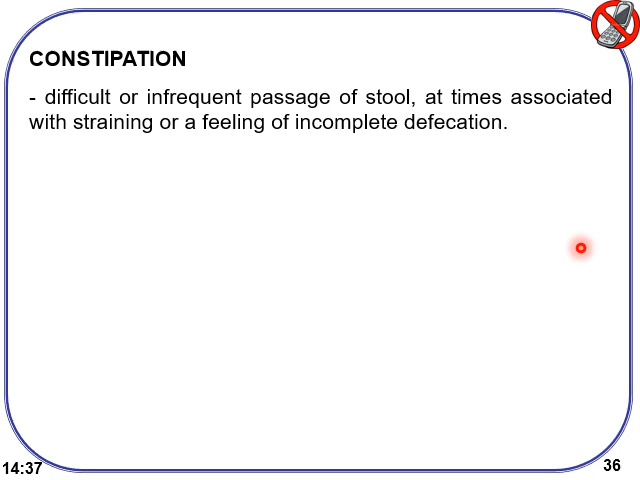 CONSTIPATION
- difficult or infrequent passage of stool, at times associated
with straining or a feeling of incomplete defecation.
14:37
36